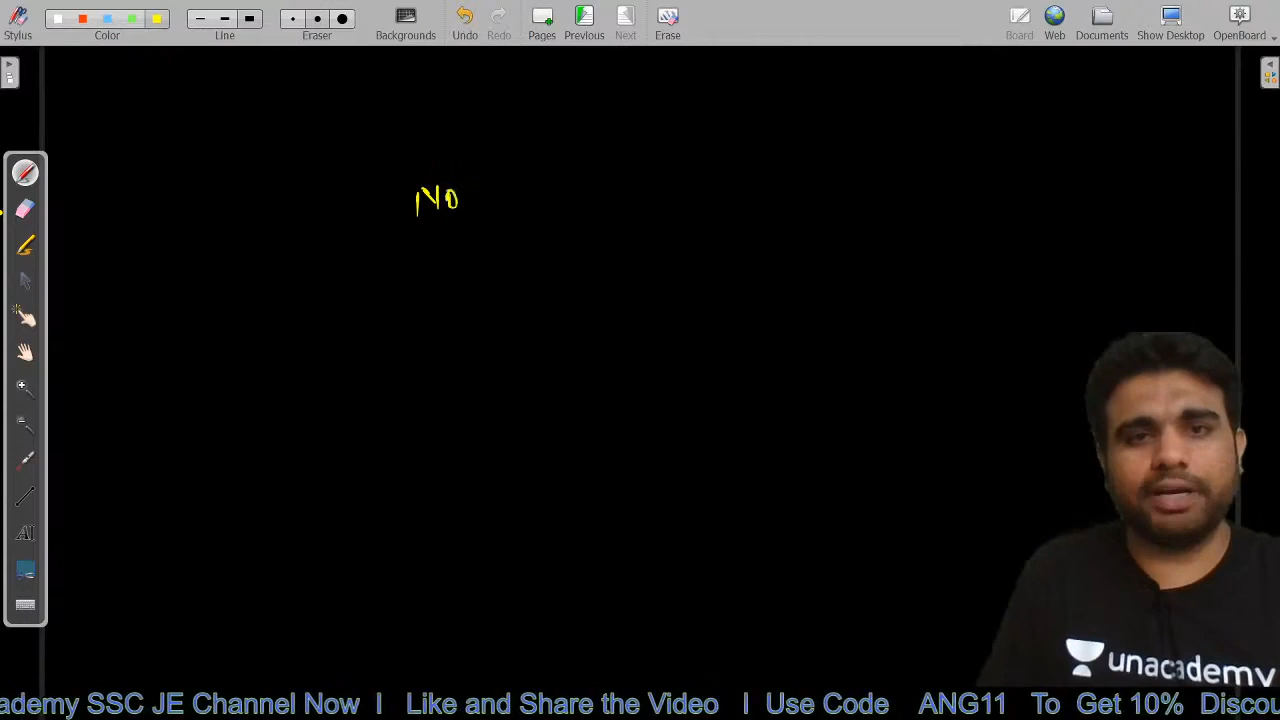 Stylus Color Line Eraser Backgrounds Undo Redo Pages Previous Next Erase Board Web Documents Show Desktop OpenBoard
No
unacademy
ademy SSC JE Channel Now I Like and Share the Video I Use Code ANG11 To Get 10% Discou